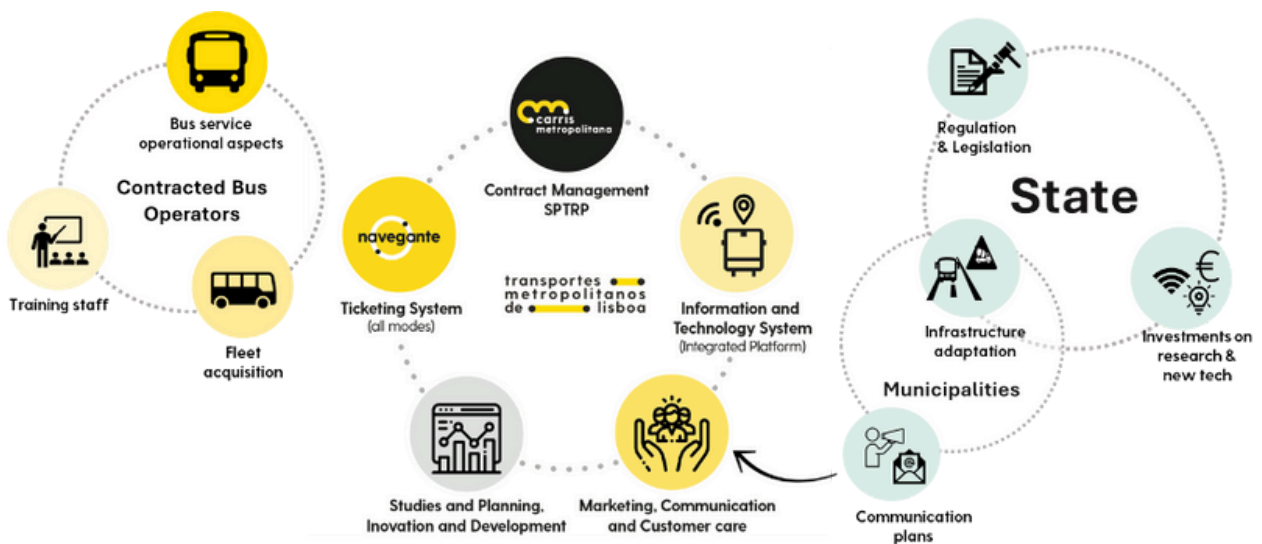 Bus service
operational aspects
Contracted Bus
Operators
Training staff
Fleet
acquisition
carris
metropolitana
Contract Management
SPTRP
navegante
Ticketing System
(all modes)
transportes
metropolitanos
de lisboa
Information and
Technology System
(Integrated Platform)
Studies and Planning,
Inovation and Development
Marketing, Communication
and Customer care
Regulation
& Legislation
State
Infrastructure
adaptation
€
Investments on
research &
new tech
Municipalities
@
Communication
plans